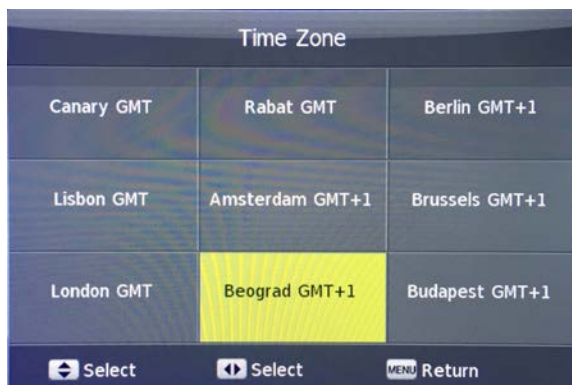 Time Zone
Canary GMT Rabat GMT Berlin GMT+1
Lisbon GMT Amsterdam GMT+1 Brussels GMT+1
London GMT Beograd GMT+1 Budapest GMT+1
Select Select MENU Return